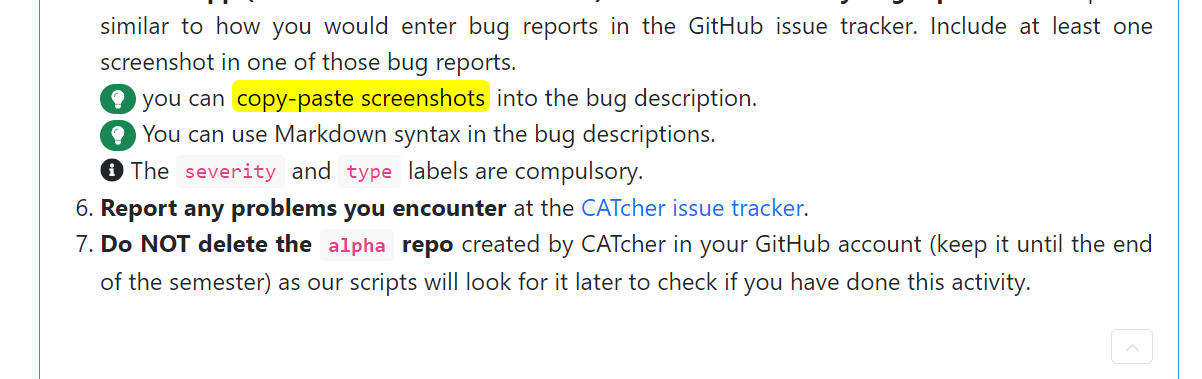 similar to how you would enter bug reports in the GitHub issue tracker. Include at least one
screenshot in one of those bug reports.
you can copy-paste screenshots into the bug description.
You can use Markdown syntax in the bug descriptions.
The severity and type labels are compulsory.
6. Report any problems you encounter at the CATcher issue tracker.
7. Do NOT delete the alpha repo created by CATcher in your GitHub account (keep it until the end
of the semester) as our scripts will look for it later to check if you have done this activity.